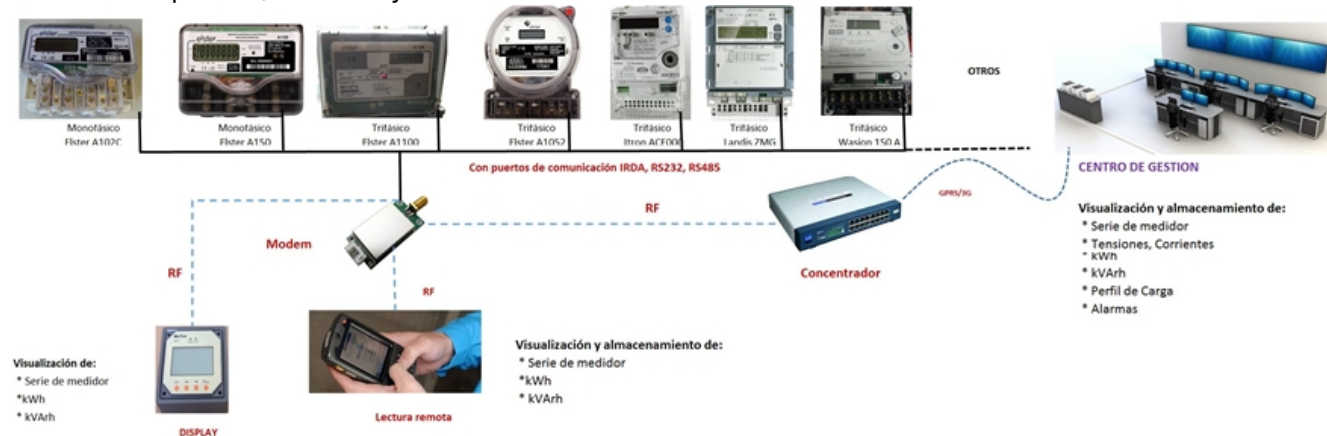 Monofásico
Elster A102C
Monofásico
Elster A150
Trifásico
Elster A1100
Trifásico
Elster A1052
Trifásico
Itron ACE000
Trifásico
Landis ZMG
Trifásico
Wasion 150 A
OTROS
Con puertos de comunicación IRDA, RS232, RS485
CENTRO DE GESTION
GPRS/3G
RF
Modem
Concentrador
RF
RF
Visualización y almacenamiento de:
* Serie de medidor
* Tensiones, Corrientes
* kWh
* kVArh
* Perfil de Carga
* Alarmas
Visualización de:
* Serie de medidor
*kWh
* kVArh
DISPLAY
Lectura remota
Visualización y almacenamiento de:
* Serie de medidor
*kWh
* kVArh